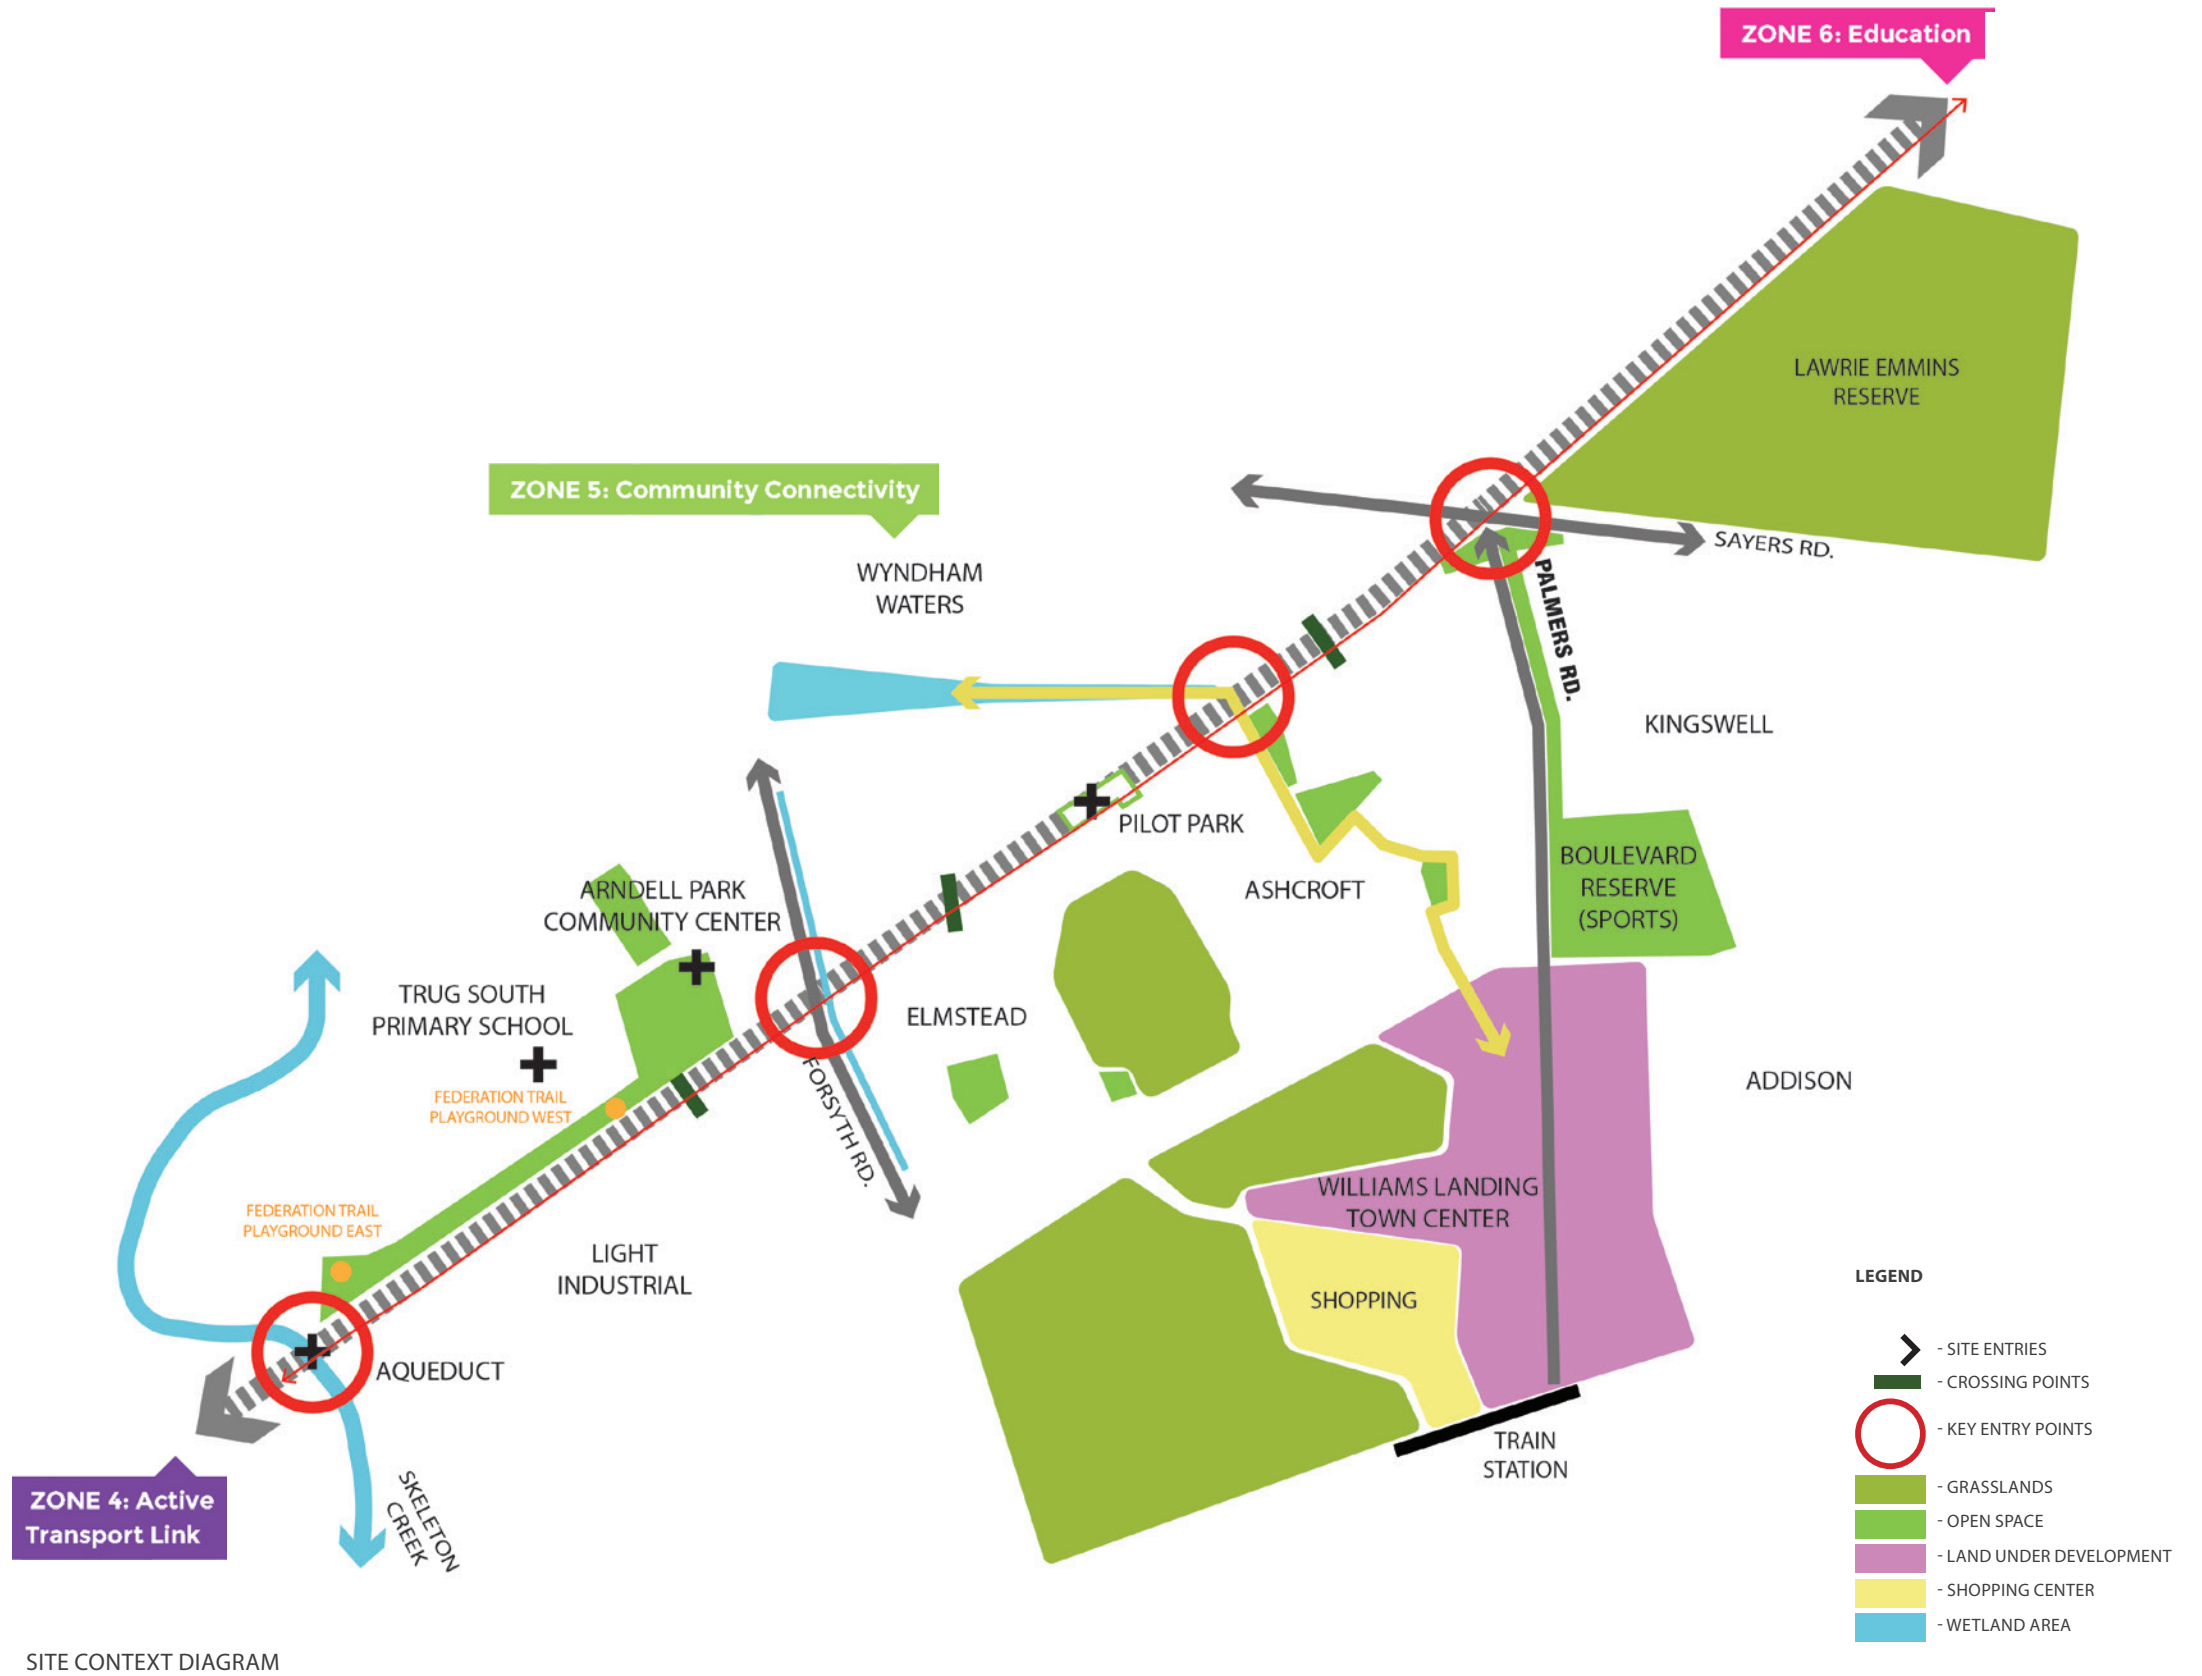 ZONE 6: Education
LAWRIE EMMINS
RESERVE
ZONE 5: Community Connectivity
SAYERS RD.
WYNDHAM
WATERS
PALMERS RD.
KINGSWELL
PILOT PARK
BOULEVARD
RESERVE
(SPORTS)
ARNDELL PARK
COMMUNITY CENTER
ASHCROFT
TRUG SOUTH
PRIMARY SCHOOL
ELMSTEAD
FORSYTH RD.
FEDERATION TRAIL
PLAYGROUND WEST
ADDISON
WILLIAMS LANDING
TOWN CENTER
FEDERATION TRAIL
PLAYGROUND EAST
LIGHT
INDUSTRIAL
SHOPPING
AQUEDUCT
TRAIN
STATION
SKELETON
CREEK
ZONE 4: Active
Transport Link
LEGEND
- SITE ENTRIES
- CROSSING POINTS
- KEY ENTRY POINTS
- GRASSLANDS
- OPEN SPACE
- LAND UNDER DEVELOPMENT
- SHOPPING CENTER
- WETLAND AREA
SITE CONTEXT DIAGRAM